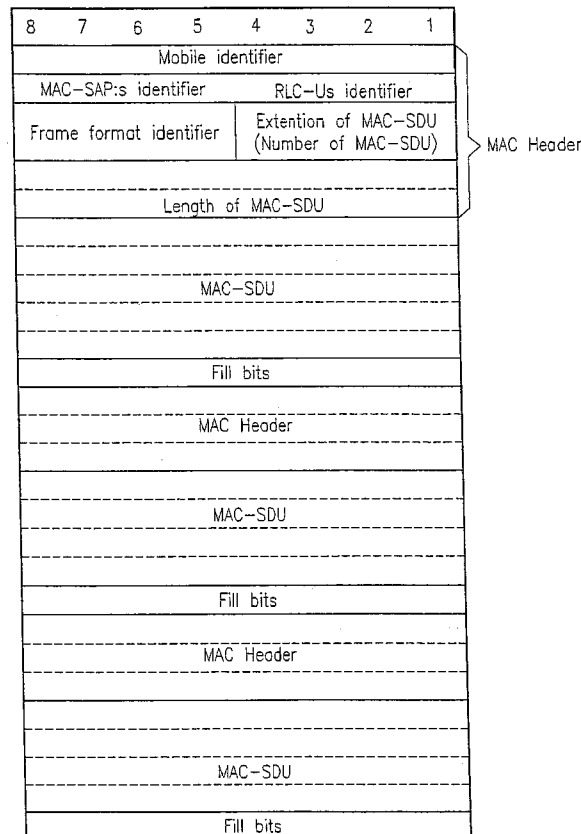 8 7 6 5 4 3 2 1
Mobile identifier
MAC-SAP:s identifier RLC-Us identifier
Frame format identifier Extention of MAC-SDU
(Number of MAC-SDU)
MAC Header
Length of MAC-SDU
MAC-SDU
Fill bits
MAC Header
MAC-SDU
Fill bits
MAC Header
MAC-SDU
Fill bits